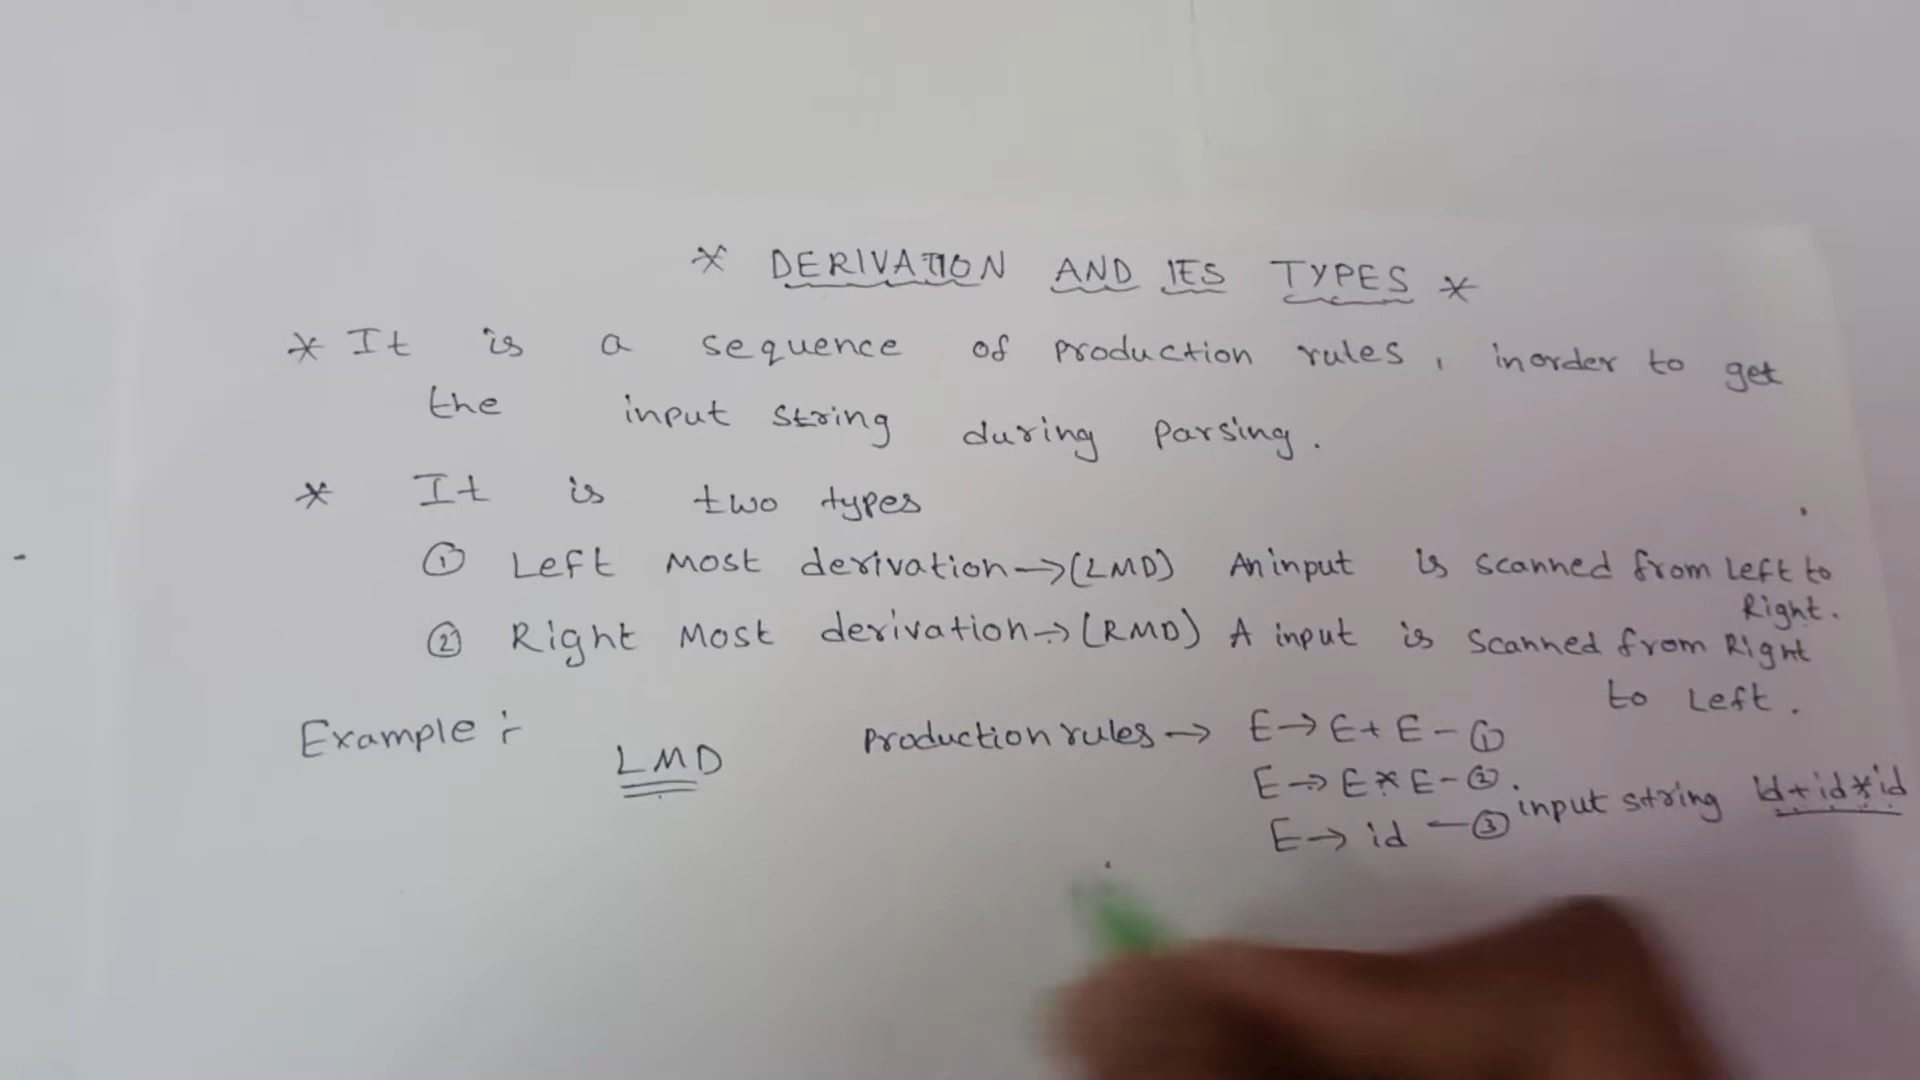 * DERIVATION AND ITS TYPES *
* It is a sequence of production rules, inorder to get
the input string during parsing.
* It is two types
① Left Most derivation→(LMD) An input is scanned from left to
Right.
② Right Most derivation→(RMD) A input is scanned from Right
to Left.
Example :-
LMD
production rules → E→E+E-①
E→E*E-②.
E→id-③
input string id+id*id